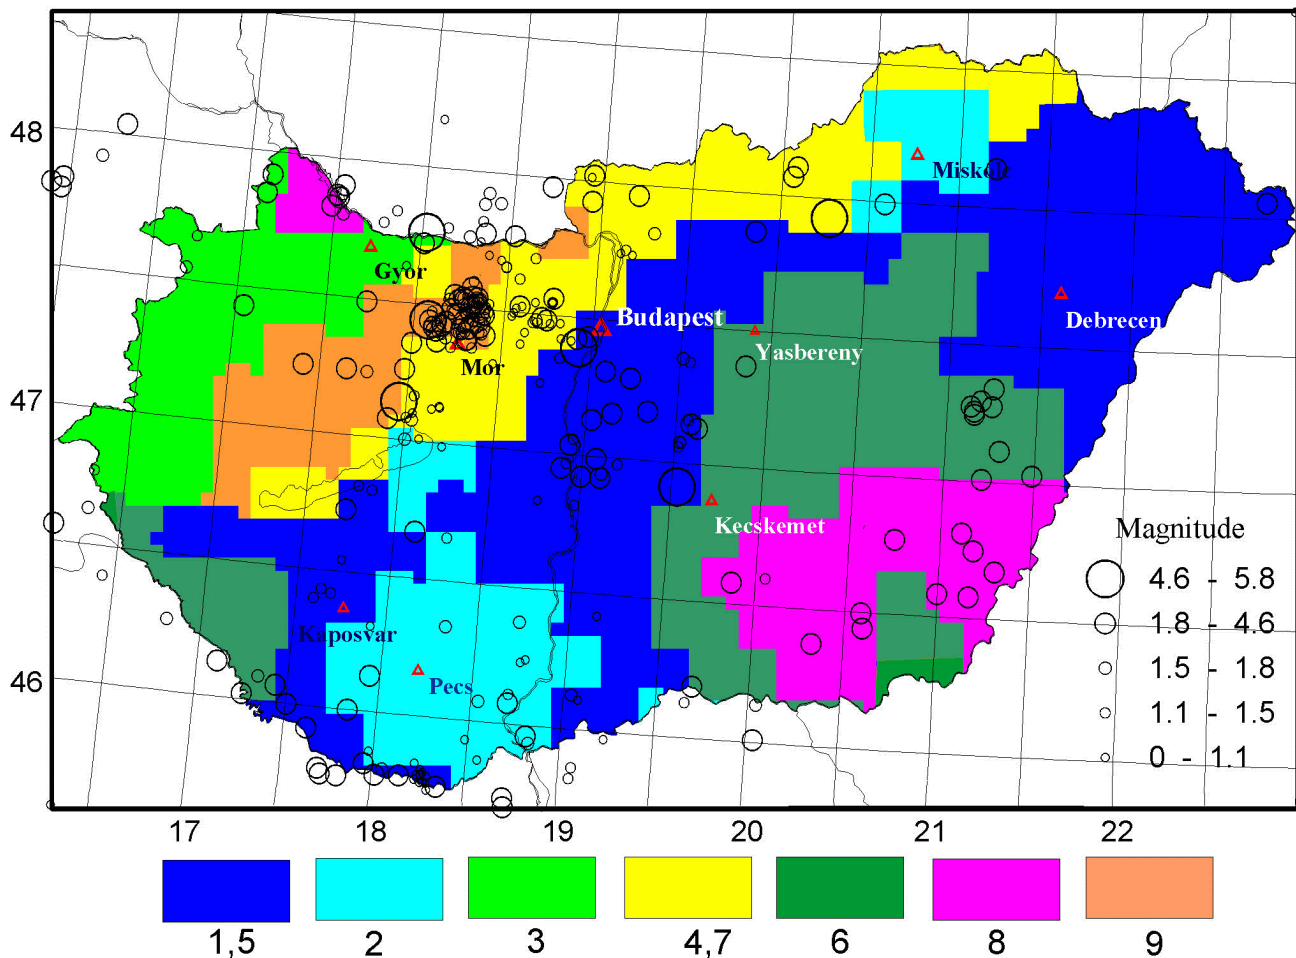 48
Miskolc
Gyor
Budapest
Debrecen
Yasbereny
Mor
47
Kecskemet
Magnitude
4.6 - 5.8
1.8 - 4.6
Kaposvar
1.5 - 1.8
46
Pecs
1.1 - 1.5
0 - 1.1
17 18 19 20 21 22
1,5 2 3 4,7 6 8 9